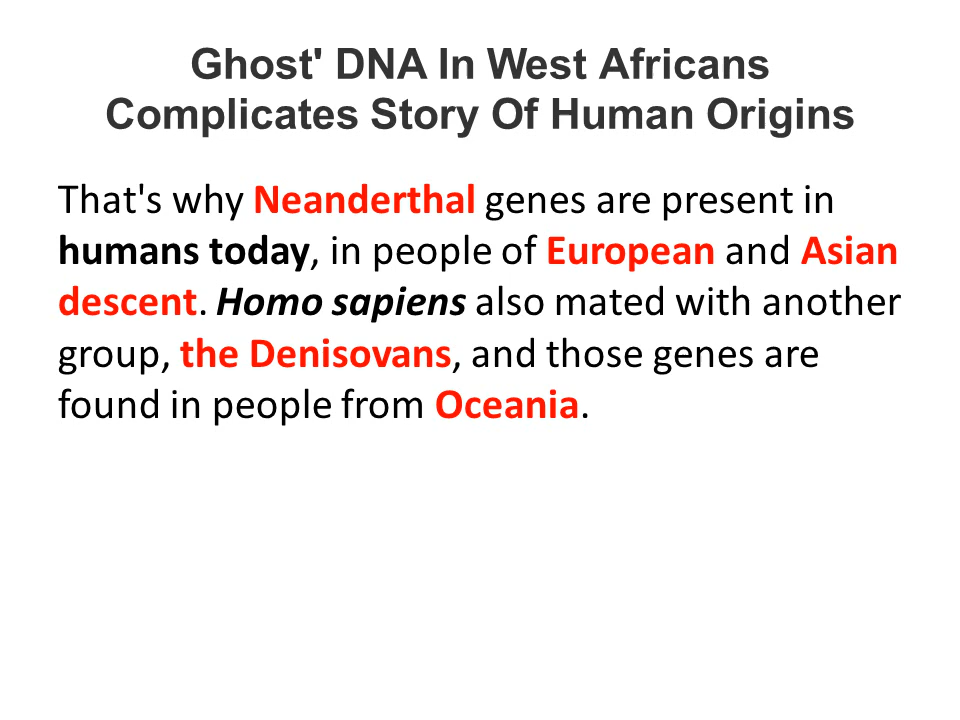 Ghost' DNA In West Africans
Complicates Story Of Human Origins
That's why Neanderthal genes are present in
humans today, in people of European and Asian
descent. Homo sapiens also mated with another
group, the Denisovans, and those genes are
found in people from Oceania.